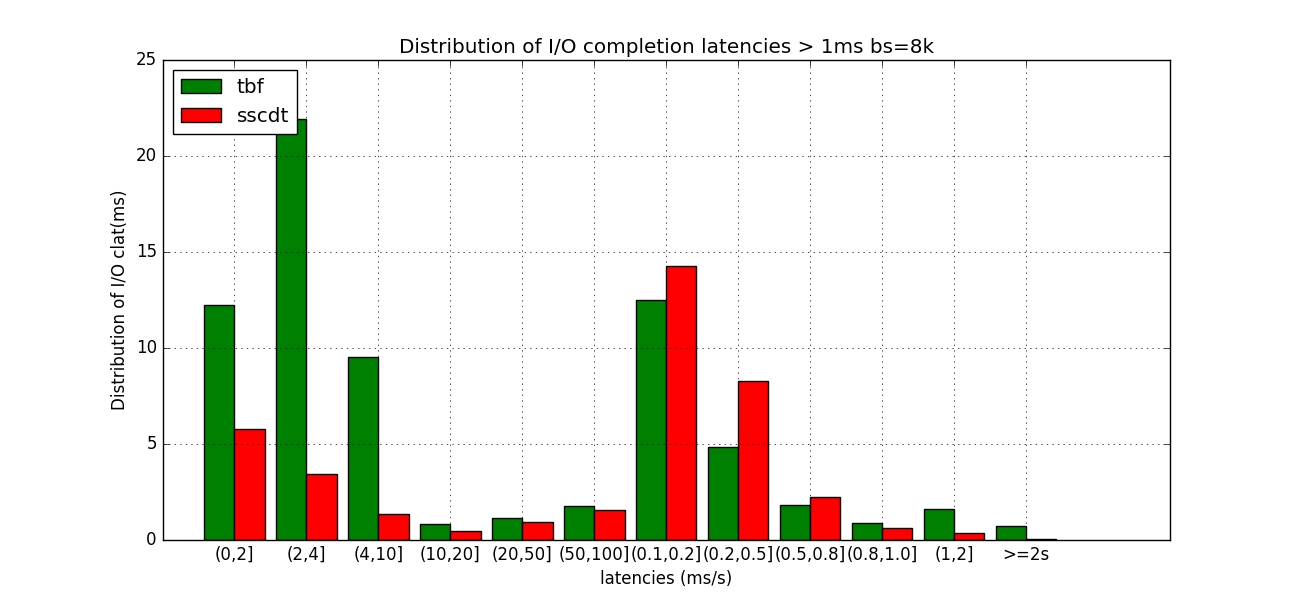 Distribution of I/O completion latencies > 1ms bs=8k
25
20
15
10
5
0
tbf
sscdt
Distribution of I/O clat(ms)
(0,2] (2,4] (4,10] (10,20] (20,50] (50,100] (0.1,0.2] (0.2,0.5] (0.5,0.8] (0.8,1.0] (1,2] >=2s
latencies (ms/s)